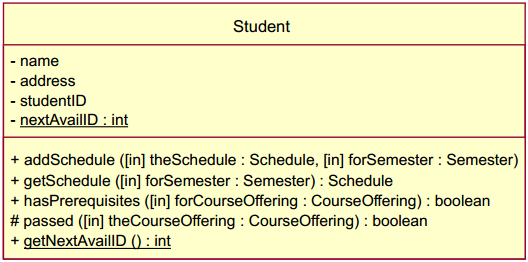 Student
- name
- address
- studentID
- nextAvailID : int
+ addSchedule ([in] theSchedule : Schedule, [in] forSemester : Semester)
+ getSchedule ([in] forSemester : Semester) : Schedule
+ hasPrerequisites ([in] forCourseOffering : CourseOffering) : boolean
# passed ([in] theCourseOffering : CourseOffering) : boolean
+ getNextAvailID () : int